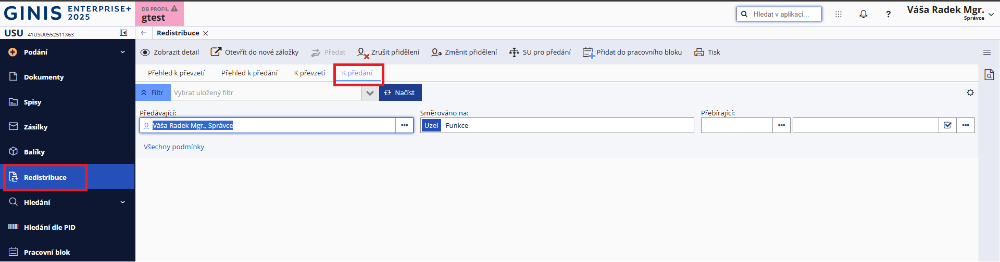 GINIS ENTERPRISE+ 2025
DB PROFIL
gtest
Hledat v aplikaci...
?
Váša Radek Mgr.
Správce
USU 41USU0552511X63
Redistribuce
Podání
Dokumenty
Spisy
Zásilky
Balíky
Redistribuce
Hledání
Hledání dle PID
Pracovní blok
Zobrazit detail Otevřít do nové záložky Předat Zrušit přidělení Změnit přidělení SU pro předání Přidat do pracovního bloku Tisk
Přehled k převzetí Přehled k předání K převzetí K předání
Filtr Vybrat uložený filtr Načíst
Předávající: Směrováno na: Přebírající:
Váša Radek Mgr., Správce Uzel Funkce
Všechny podmínky